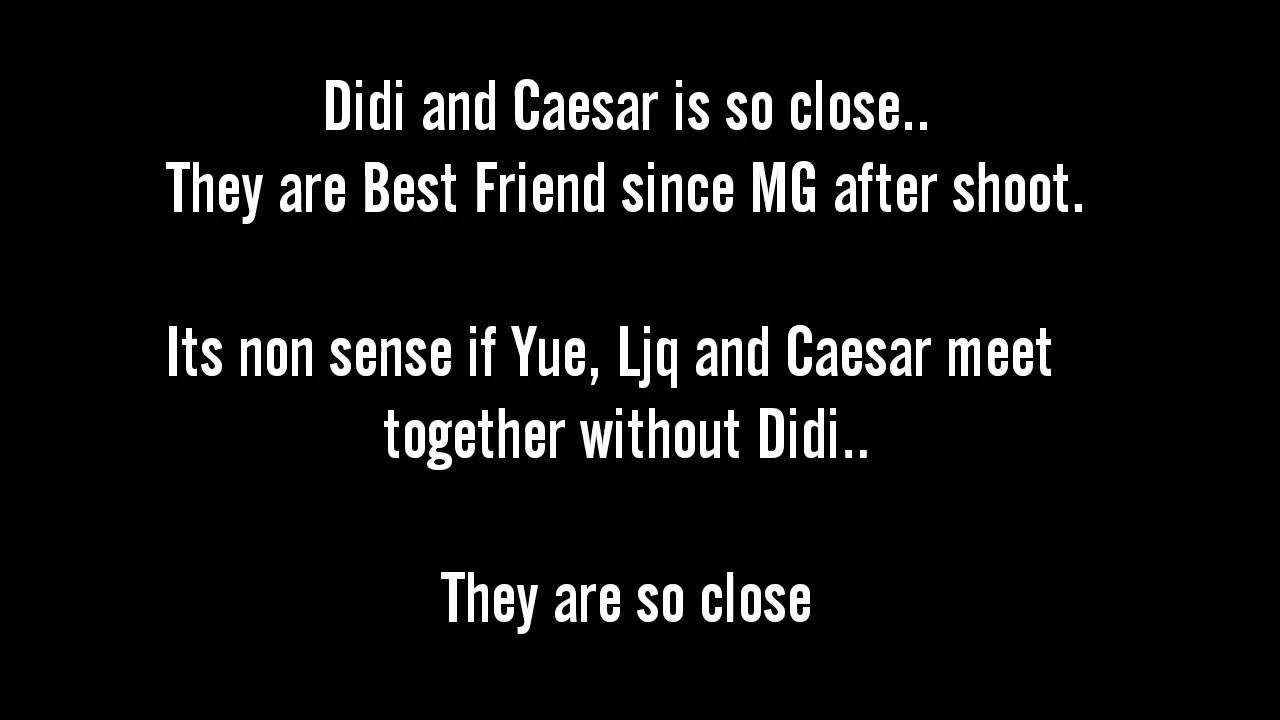 Didi and Caesar is so close..
They are Best Friend since MG after shoot.
Its non sense if Yue, Ljq and Caesar meet
together without Didi..
They are so close